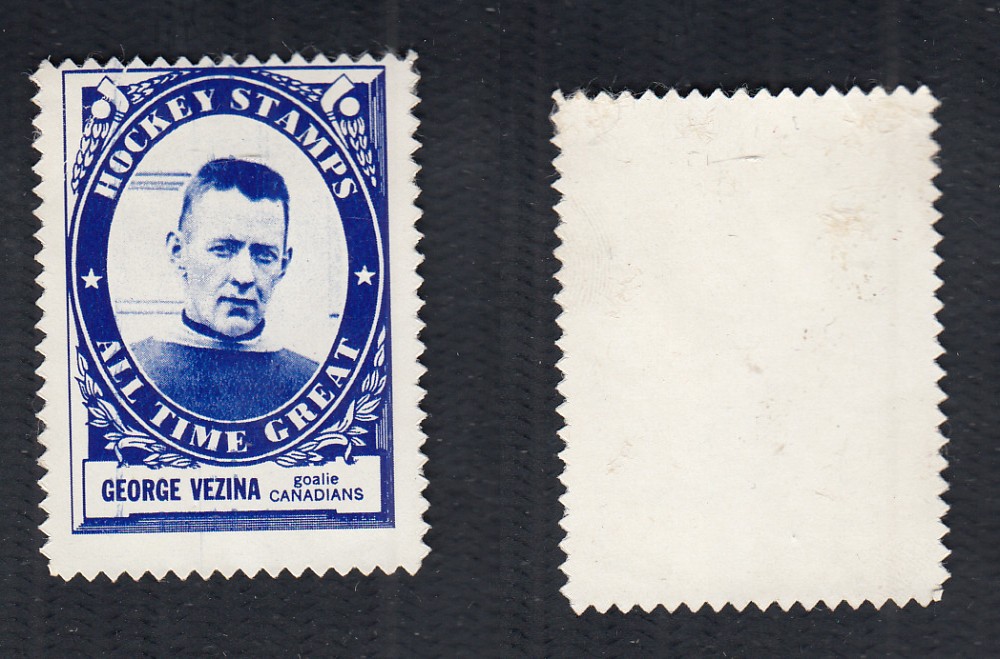 HOCKEY STAMPS
ALL TIME GREAT
GEORGE VEZINA goalie
CANADIANS